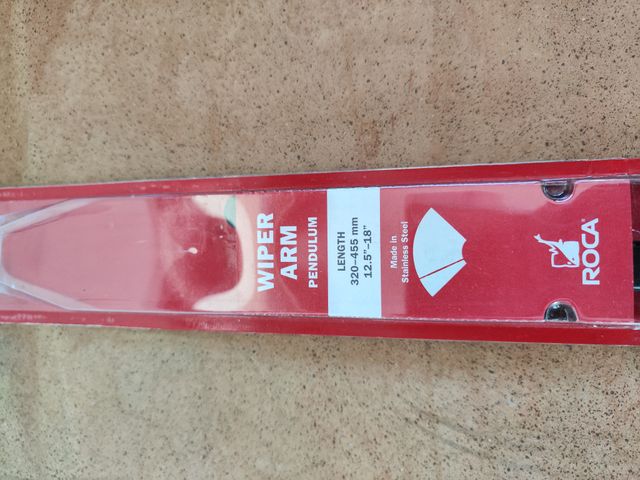 WIPER
ARM
PENDULUM
LENGTH
320–455 mm
12.5"–18"
Made in
Stainless Steel
ROCA®